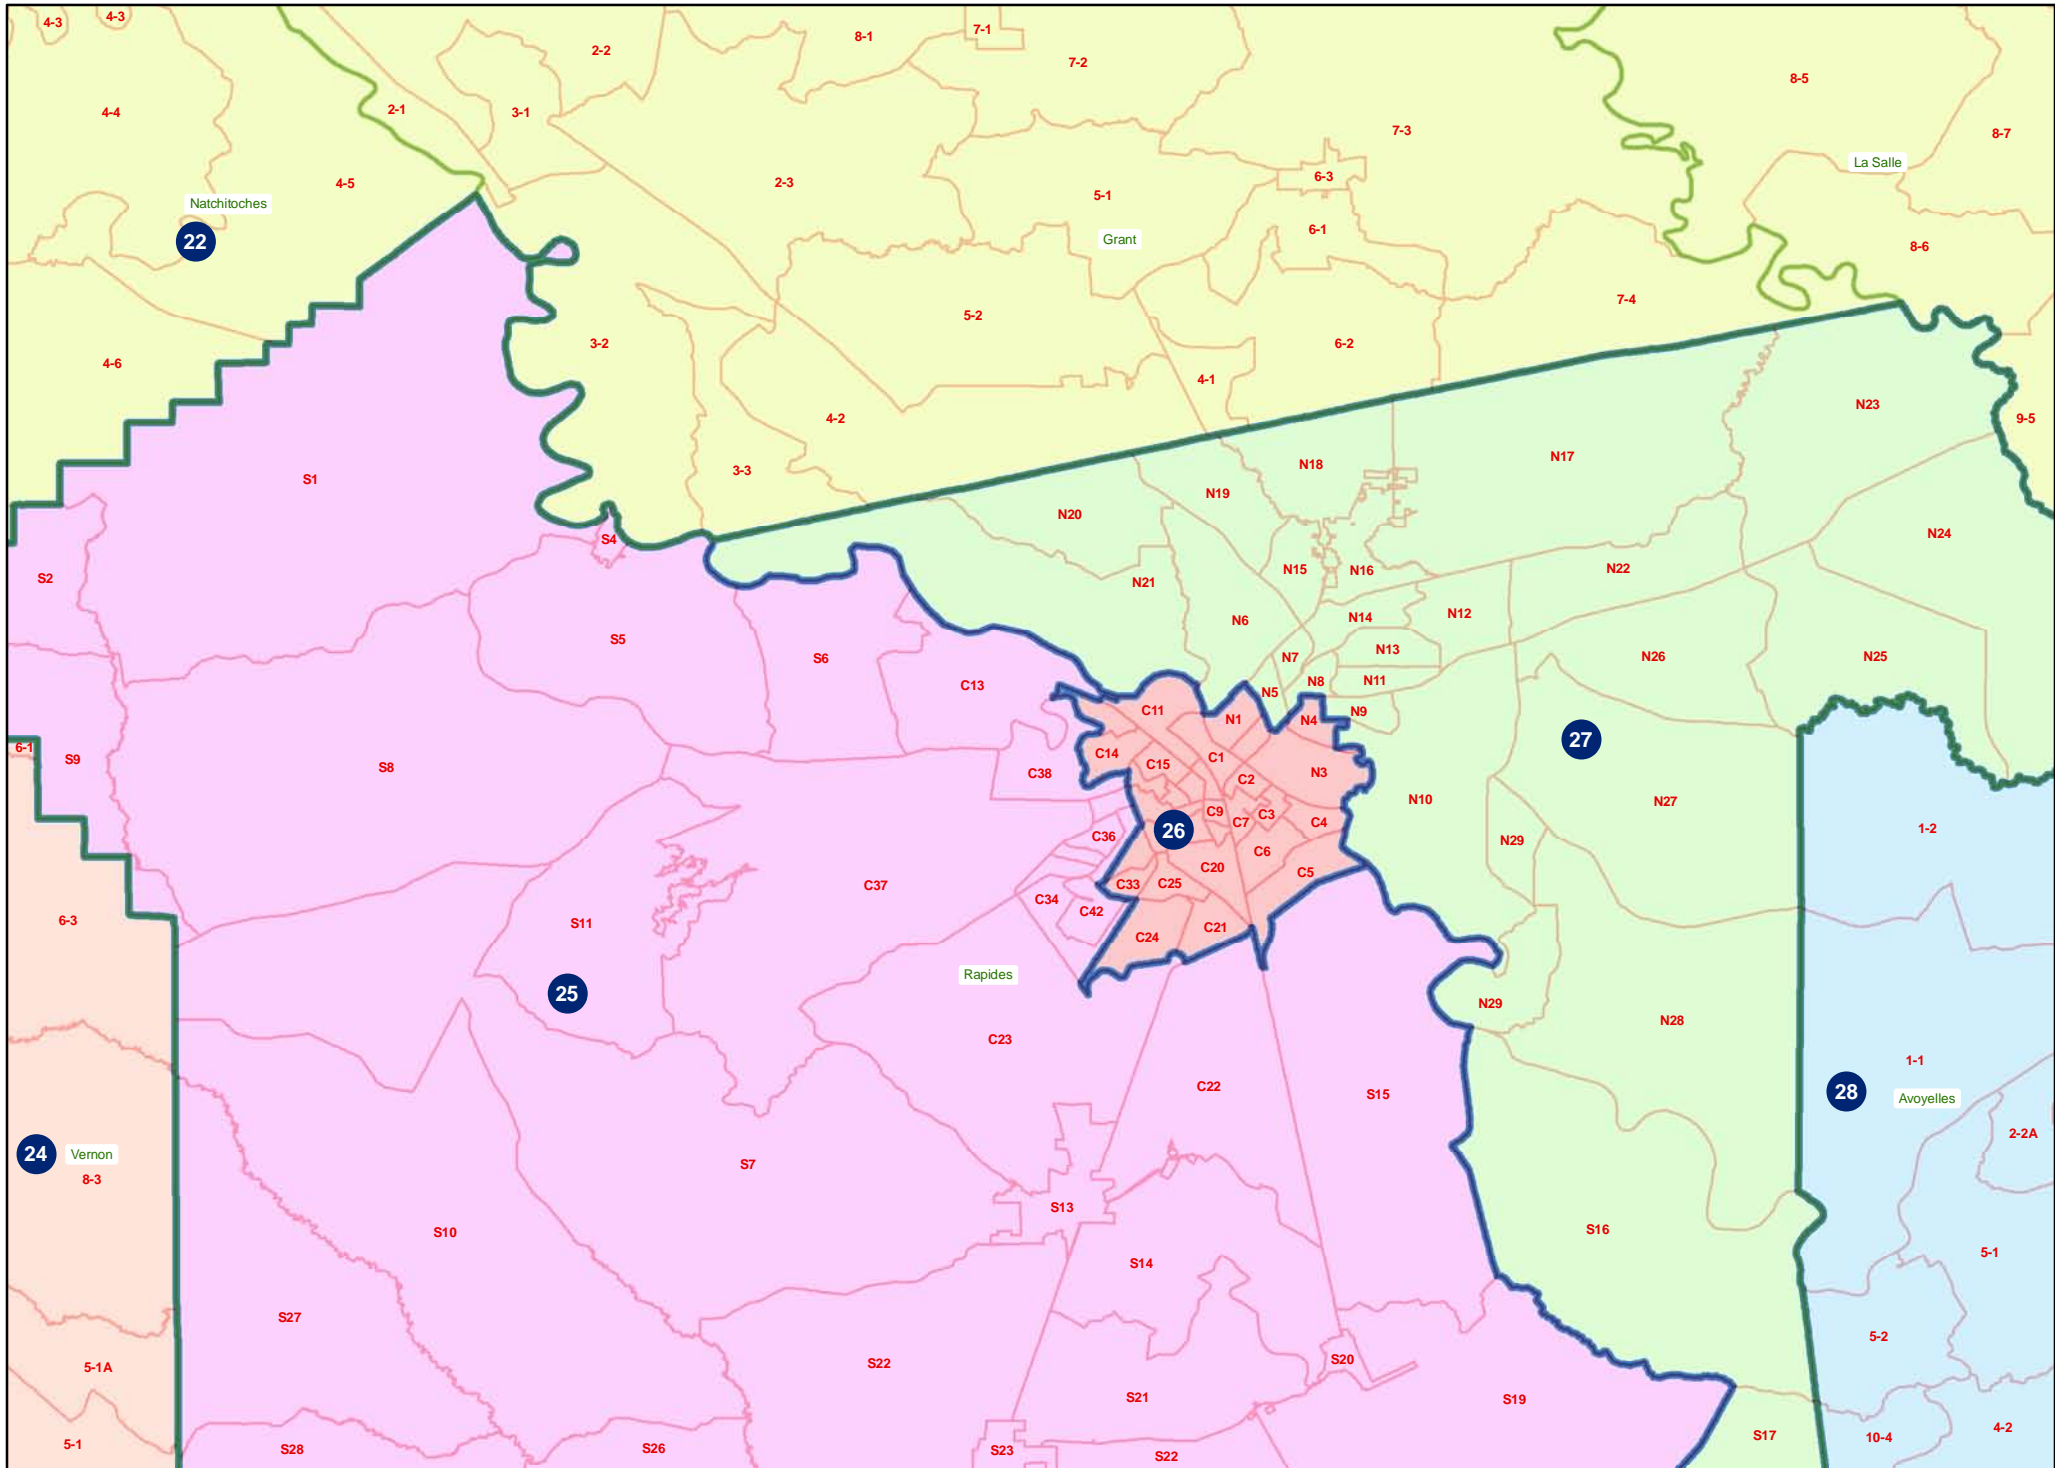 4-3
4-3
2-2
8-1
7-1
7-2
8-5
4-4
2-1
3-1
7-3
8-7
La Salle
4-5
2-3
5-1
6-3
Natchitoches
22
Grant
6-1
8-6
7-4
5-2
3-2
6-2
4-6
4-1
4-2
N23
9-5
3-3
N18
N17
S1
N19
N20
N24
S4
S2
N21
N15
N16
N22
S5
N6
N14
N12
S6
N7
N13
N26
N25
C13
N8
N11
N5
C11
N1
N4
N9
6-1
S9
C14
C15
C1
27
S8
C38
C2
N3
N10
N27
C9
C7
C3
C4
1-2
26
C36
N29
C6
C20
C5
C37
C33
C25
C34
C42
6-3
S11
C24
C21
Rapides
25
N29
N28
C23
1-1
C22
S15
28
Avoyelles
2-2A
24
Vernon
8-3
S7
S13
S10
S16
S14
5-1
S27
5-2
5-1A
S22
S20
S21
S19
5-1
S28
S26
S23
S22
S17
10-4
4-2